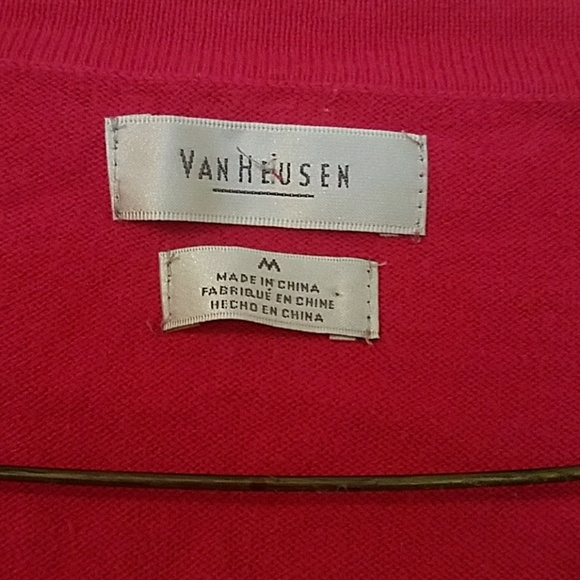 VAN HEUSEN
M
MADE IN CHINA
FABRIQUÉ EN CHINE
HECHO EN CHINA